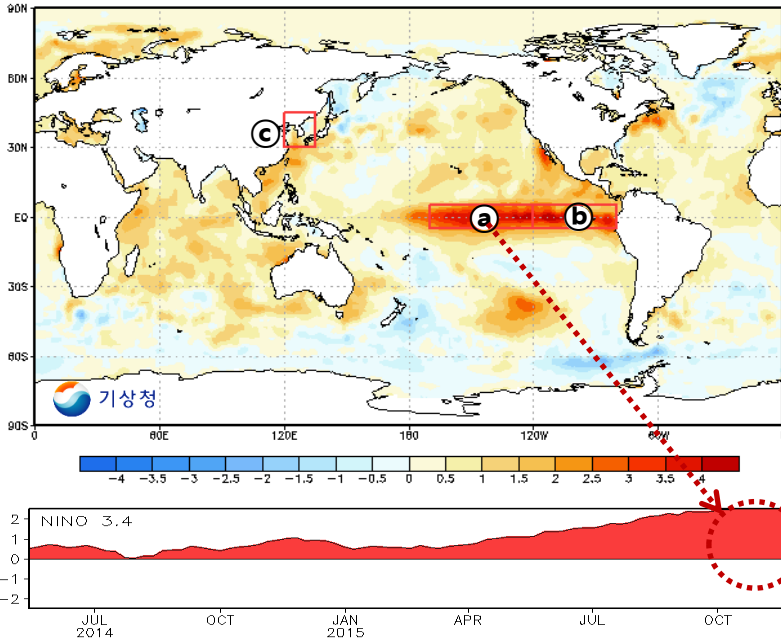 90N
60N
30N
EQ
30S
60S
90S
ⓒ
ⓐ
ⓑ
기상청
0 60E 120E 180 120W 60W
-4 -3.5 -3 -2.5 -2 -1.5 -1 -0.5 0 0.5 1 1.5 2 2.5 3 3.5 4
NINO 3.4
2
1
0
-1
-2
JUL OCT JAN APR JUL OCT
2014 2015